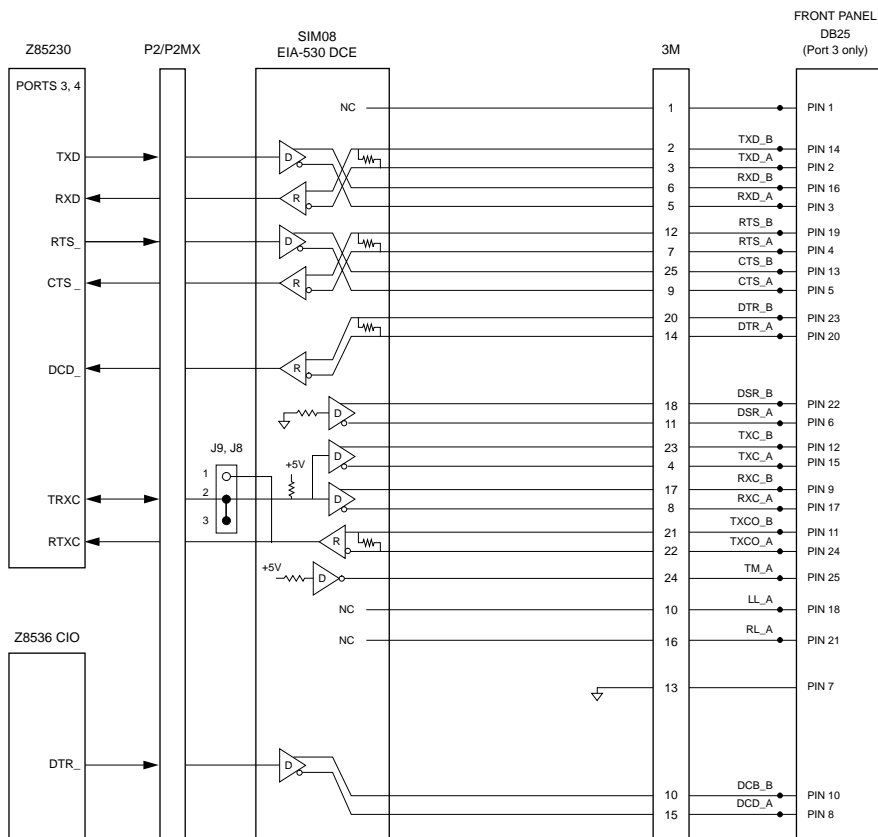 FRONT PANEL
DB25
(Port 3 only)
Z85230
P2/P2MX
SIM08
EIA-530 DCE
3M
PORTS 3, 4
NC
1
PIN 1
TXD
D
2
TXD_B
PIN 14
3
TXD_A
PIN 2
RXD
R
6
RXD_B
PIN 16
5
RXD_A
PIN 3
RTS_
D
12
RTS_B
PIN 19
7
RTS_A
PIN 4
CTS _
R
25
CTS_B
PIN 13
9
CTS_A
PIN 5
20
DTR_B
PIN 23
14
DTR_A
PIN 20
DCD_
R
D
18
DSR_B
PIN 22
11
DSR_A
PIN 6
J9, J8
1
2
3
+5V
D
23
TXC_B
PIN 12
4
TXC_A
PIN 15
TRXC
D
17
RXC_B
PIN 9
8
RXC_A
PIN 17
RTXC
R
21
TXCO_B
PIN 11
22
TXCO_A
PIN 24
+5V
D
24
TM_A
PIN 25
NC
10
LL_A
PIN 18
NC
16
RL_A
PIN 21
Z8536 CIO
13
PIN 7
DTR_
D
10
DCB_B
PIN 10
15
DCD_A
PIN 8